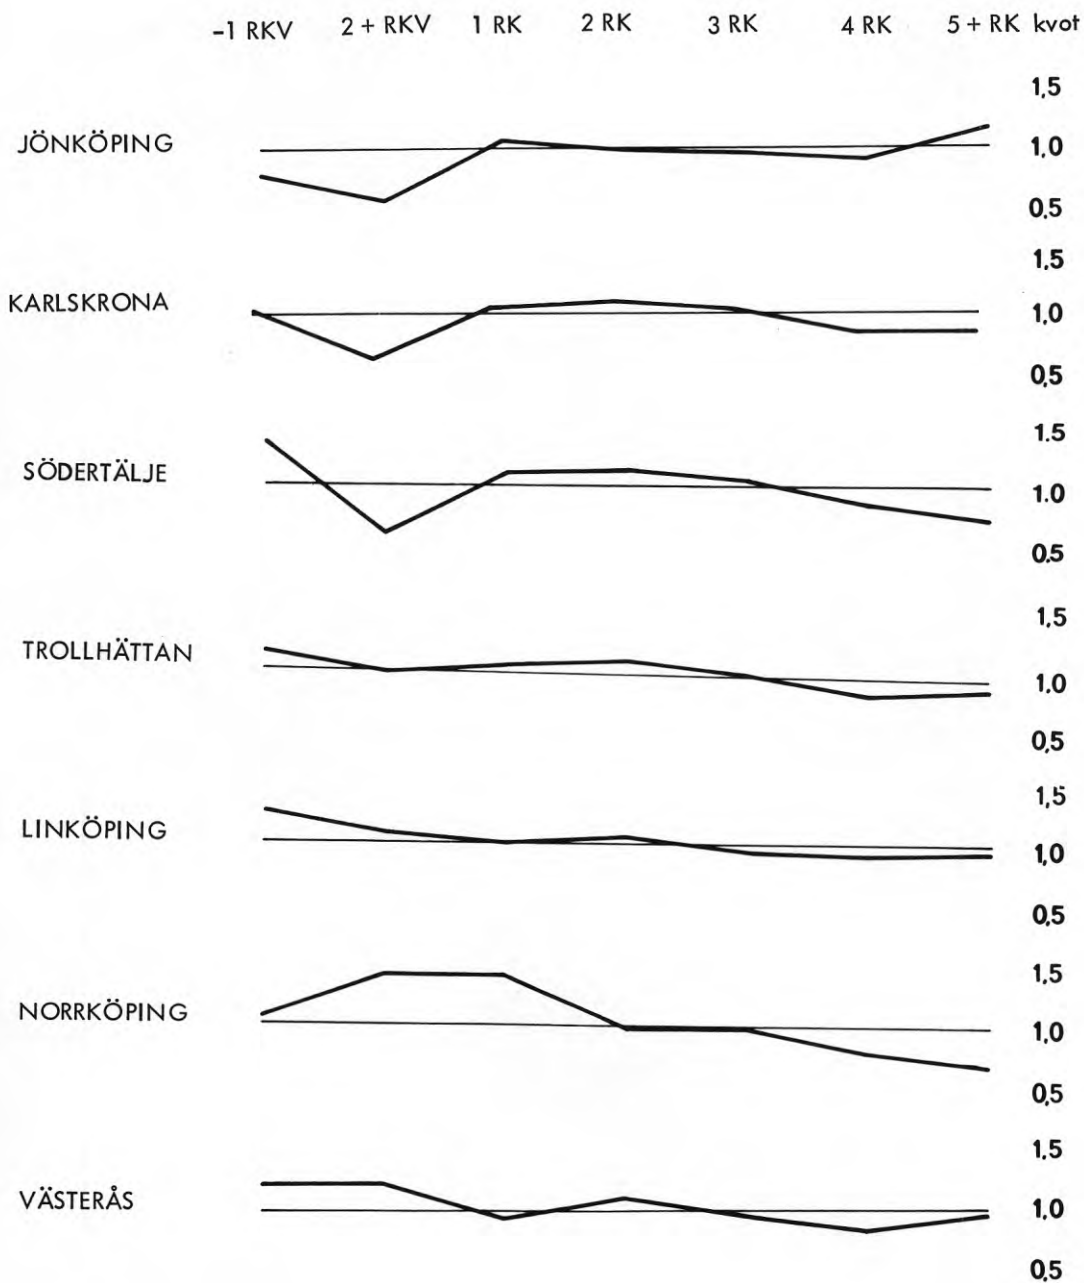 -1 RKV 2 + RKV 1 RK 2 RK 3 RK 4 RK 5 + RK kvot
1,5
JÖNKÖPING 1,0
0,5
1,5
KARLSKRONA 1,0
0,5
1.5
SÖDERTÄLJE 1.0
0.5
1.5
TROLLHÄTTAN 1.0
0,5
1,5
LINKÖPING 1,0
0,5
1,5
NORRKÖPING 1,0
0,5
1,5
VÄSTERÅS 1,0
0,5